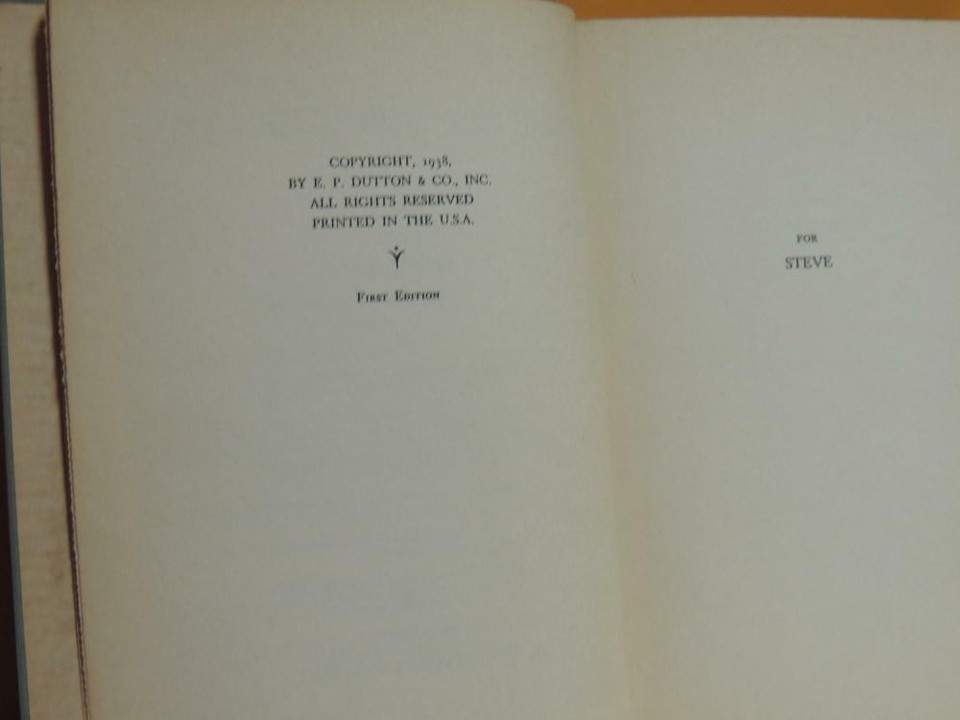 COPYRIGHT, 1938,
BY E. P. DUTTON & CO., INC.
ALL RIGHTS RESERVED
PRINTED IN THE U.S.A.
FIRST EDITION
FOR
STEVE